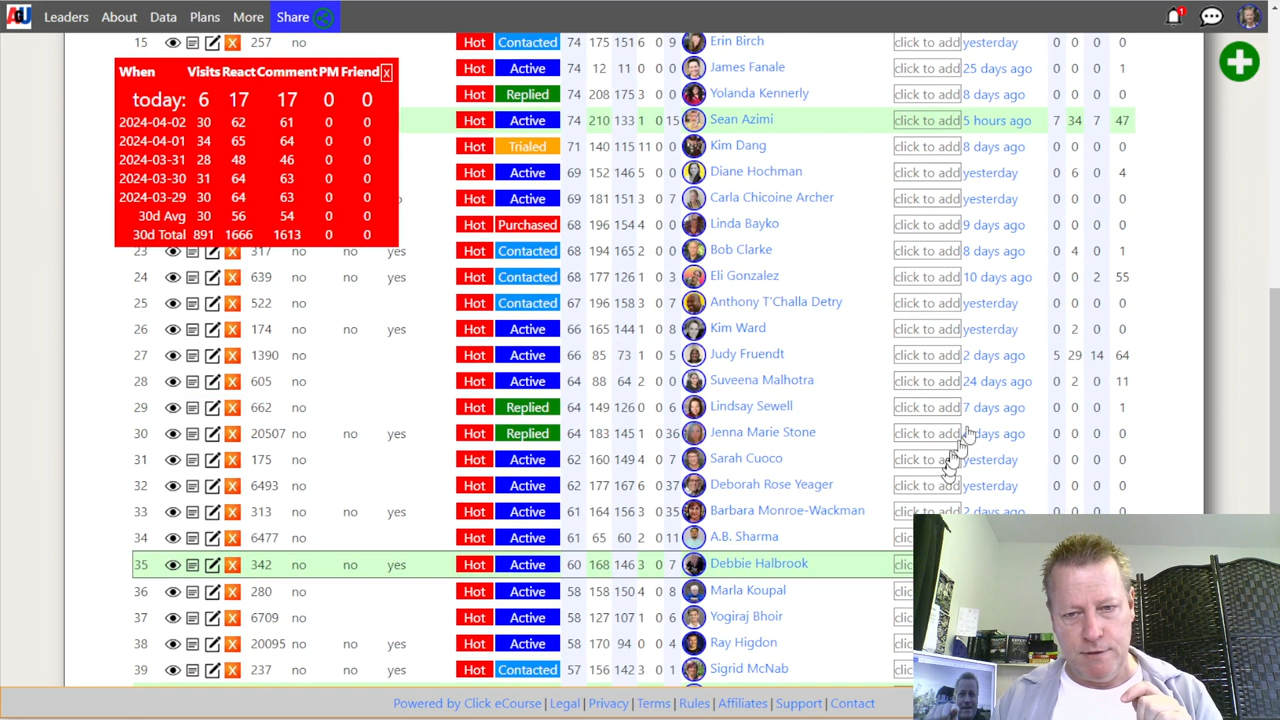 Leaders About Data Plans More Share 1
15 257 no Hot Contacted 74 175 151 6 0 9 Erin Birch click to add yesterday 0 0 0 0
When Visits React Comment PM Friend X Hot Active 74 12 11 0 0 0 James Fanale click to add 25 days ago 0 0 0 1
today: 6 17 17 0 0 Hot Replied 74 208 175 3 0 0 Yolanda Kennerly click to add 8 days ago 0 0 0 0
2024-04-02 30 62 61 0 0 Hot Active 74 210 133 1 0 15 Sean Azimi click to add 5 hours ago 7 34 7 47
2024-04-01 34 65 64 0 0 Hot Trialed 71 140 115 11 0 0 Kim Dang click to add 8 days ago 0 0 0 0
2024-03-31 28 48 46 0 0 Hot Active 69 152 146 5 0 0 Diane Hochman click to add yesterday 0 6 0 4
2024-03-30 31 64 63 0 0
2024-03-29 30 64 63 0 0 Hot Active 69 181 151 3 0 7 Carla Chicoine Archer click to add yesterday 0 0 0 0
30d Avg 30 56 54 0 0 Hot Purchased 68 196 154 5 0 0 Linda Bayko click to add 9 days ago 0 0 0 0
30d Total 891 1666 1613 0 0
23 317 no no yes Hot Contacted 68 194 165 2 0 0 Bob Clarke click to add 8 days ago 0 4 0 1
24 639 no no yes Hot Contacted 68 177 126 1 0 3 Eli Gonzalez click to add 10 days ago 0 0 2 55
25 522 no Hot Contacted 67 196 158 3 0 7 Anthony T'Challa Detry click to add yesterday 0 0 0 0
26 174 no no yes Hot Active 66 165 144 1 0 8 Kim Ward click to add yesterday 0 2 0 0
27 1390 no Hot Active 66 85 73 1 0 5 Judy Fruendt click to add 2 days ago 5 29 14 64
28 605 no Hot Active 64 88 64 2 0 0 Suveena Malhotra click to add 24 days ago 0 2 0 11
29 662 no Hot Replied 64 149 126 0 0 0 Lindsay Sewell click to add 7 days ago 0 0 0 1
30 20507 no no yes Hot Replied 64 183 145 1 0 36 Jenna Marie Stone click to add days ago 0 0 0 0
31 175 no Hot Active 62 160 149 4 0 7 Sarah Cuoco click to add yesterday 0 0 0 0
32 6493 no Hot Active 62 177 167 6 0 37 Deborah Rose Yeager click to add yesterday 0 0 0 0
33 313 no no yes Hot Active 61 164 156 3 0 35 Barbara Monroe-Wackman click to add 2 days ago 0 0 0 0
34 6477 no Hot Active 61 65 60 2 0 11 A.B. Sharma
35 342 no no yes Hot Active 60 168 146 3 0 7 Debbie Halbrook
36 280 no Hot Active 58 158 150 4 0 8 Marla Koupal
37 6709 no Hot Active 58 127 107 1 0 6 Yogiraj Bhoir
38 20095 no no yes Hot Active 58 170 94 0 0 4 Ray Higdon
39 237 no no yes Hot Contacted 57 156 142 3 0 1 Sigrid McNab
Powered by Click eCourse | Legal | Privacy | Terms | Rules | Affiliates | Support | Contact